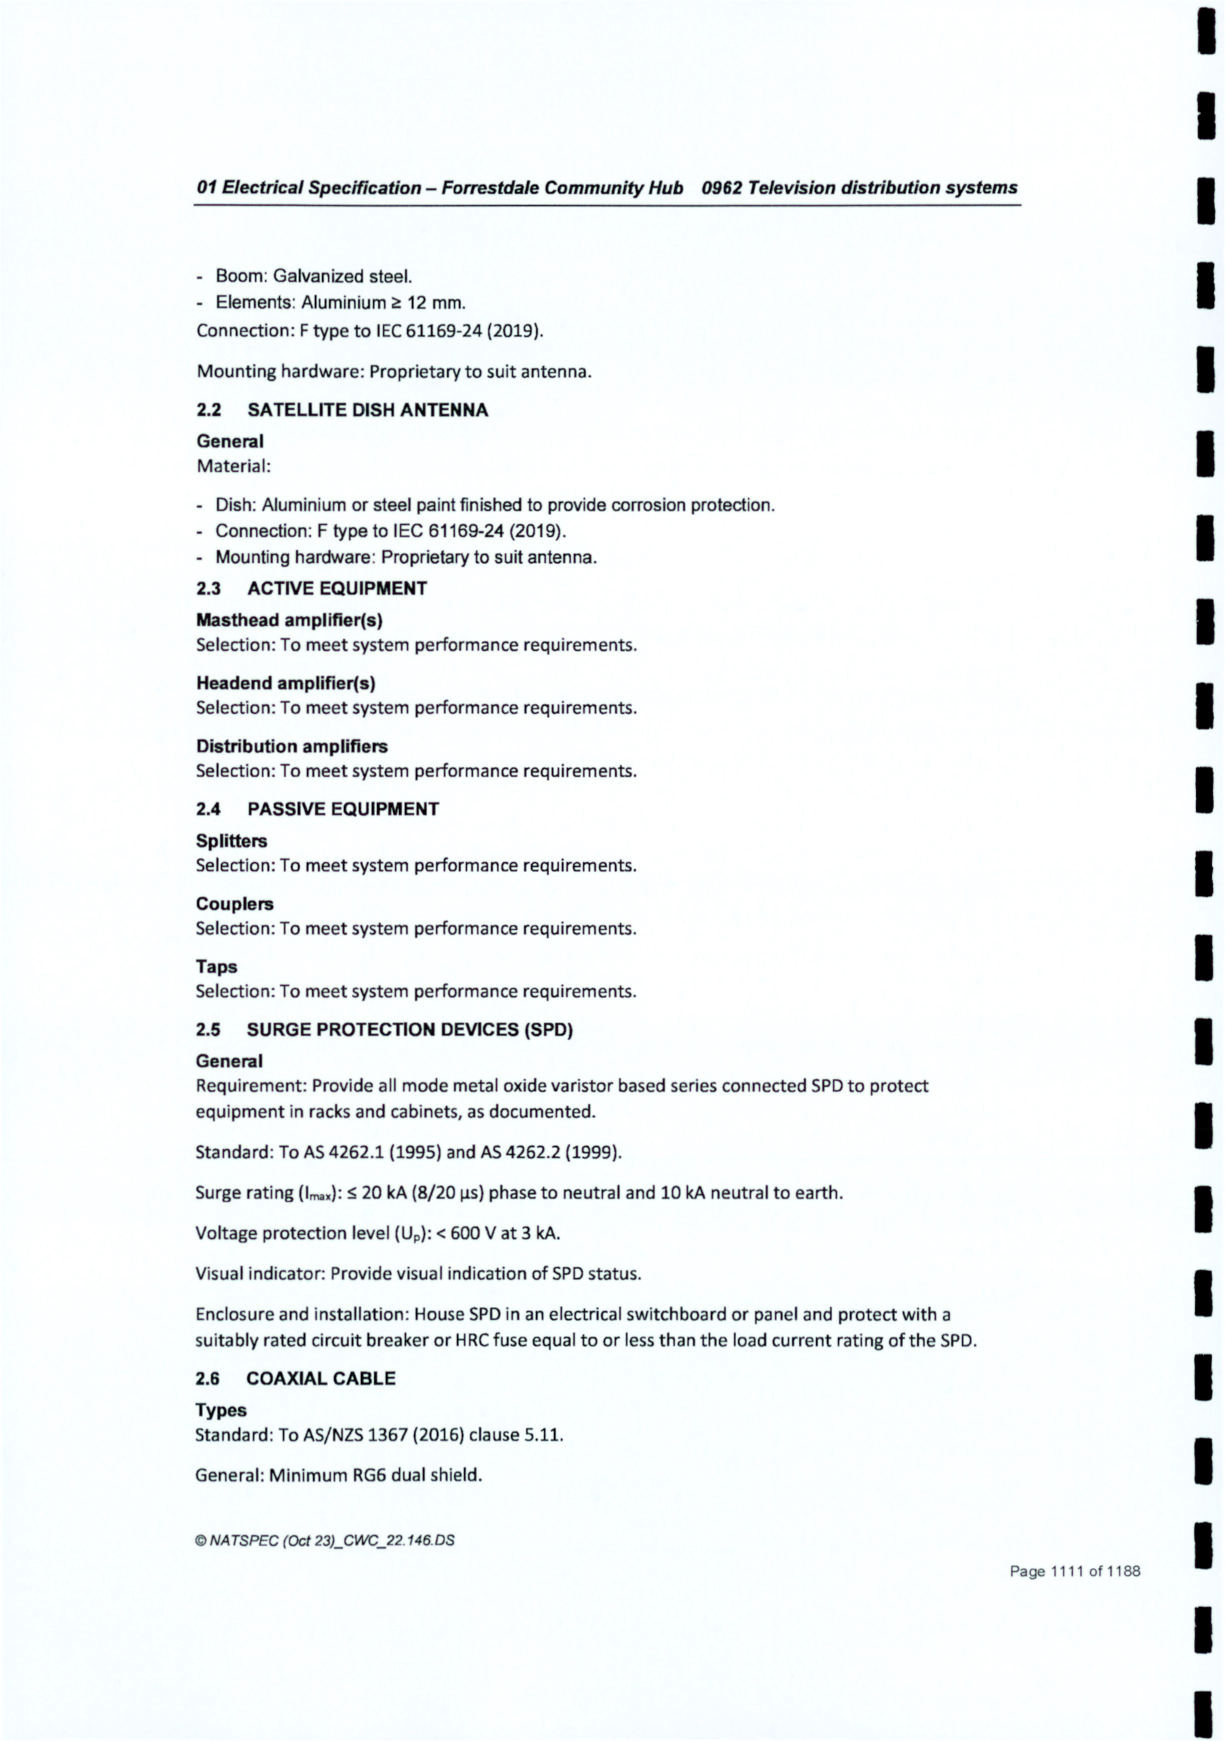 01 Electrical Specification – Forrestdale Community Hub 0962 Television distribution systems
- Boom: Galvanized steel.
- Elements: Aluminium ≥ 12 mm.
Connection: F type to IEC 61169-24 (2019).
Mounting hardware: Proprietary to suit antenna.
2.2 SATELLITE DISH ANTENNA
General
Material:
- Dish: Aluminium or steel paint finished to provide corrosion protection.
- Connection: F type to IEC 61169-24 (2019).
- Mounting hardware: Proprietary to suit antenna.
2.3 ACTIVE EQUIPMENT
Masthead amplifier(s)
Selection: To meet system performance requirements.
Headend amplifier(s)
Selection: To meet system performance requirements.
Distribution amplifiers
Selection: To meet system performance requirements.
2.4 PASSIVE EQUIPMENT
Splitters
Selection: To meet system performance requirements.
Couplers
Selection: To meet system performance requirements.
Taps
Selection: To meet system performance requirements.
2.5 SURGE PROTECTION DEVICES (SPD)
General
Requirement: Provide all mode metal oxide varistor based series connected SPD to protect
equipment in racks and cabinets, as documented.
Standard: To AS 4262.1 (1995) and AS 4262.2 (1999).
Surge rating (Imax): ≤ 20 kA (8/20 µs) phase to neutral and 10 kA neutral to earth.
Voltage protection level (Up): < 600 V at 3 kA.
Visual indicator: Provide visual indication of SPD status.
Enclosure and installation: House SPD in an electrical switchboard or panel and protect with a
suitably rated circuit breaker or HRC fuse equal to or less than the load current rating of the SPD.
2.6 COAXIAL CABLE
Types
Standard: To AS/NZS 1367 (2016) clause 5.11.
General: Minimum RG6 dual shield.
© NATSPEC (Oct 23)_CWC_22.146.DS
Page 1111 of 1188